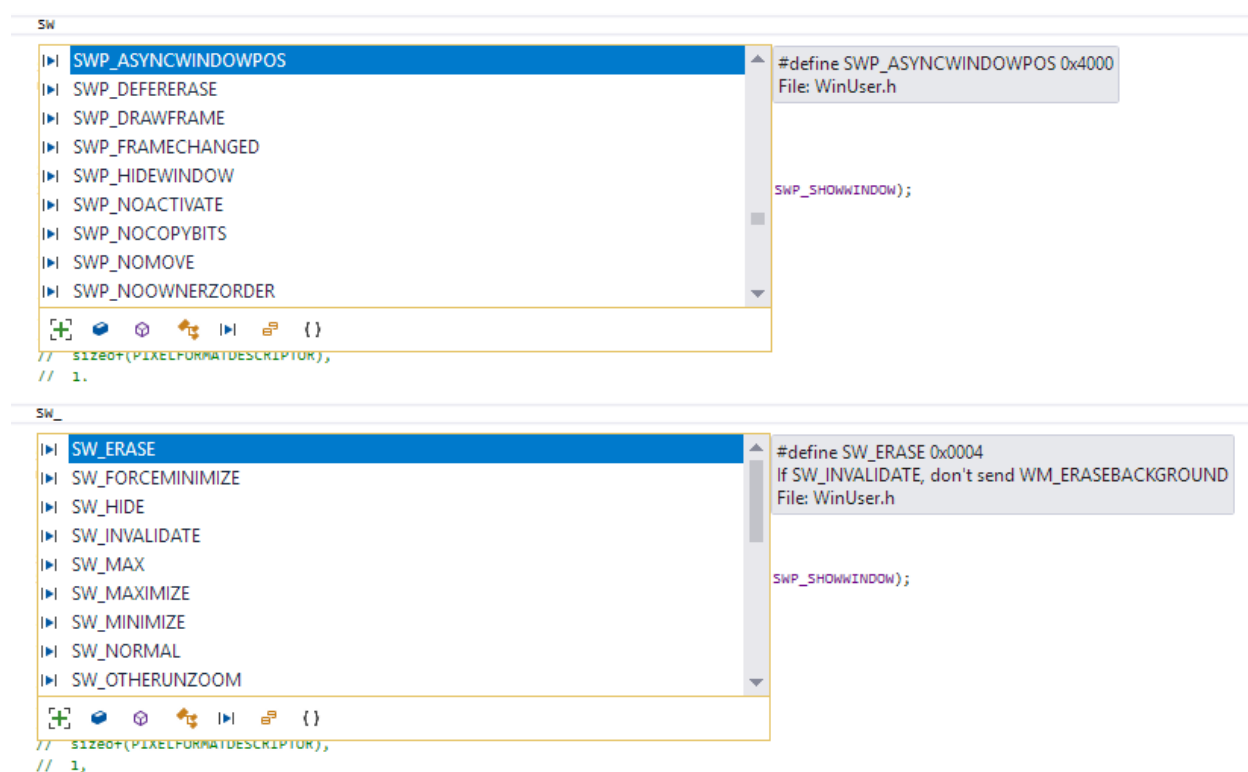 SW
SWP_ASYNCWINDOWPOS
SWP_DEFERERASE
SWP_DRAWFRAME
SWP_FRAMECHANGED
SWP_HIDEWINDOW
SWP_NOACTIVATE
SWP_NOCOPYBITS
SWP_NOMOVE
SWP_NOOWNERZORDER
#define SWP_ASYNCWINDOWPOS 0x4000
File: WinUser.h
SWP_SHOWWINDOW);
{ }
// sizeof(PIXELFORMATDESCRIPTOR),
// 1.
SW_
SW_ERASE
SW_FORCEMINIMIZE
SW_HIDE
SW_INVALIDATE
SW_MAX
SW_MAXIMIZE
SW_MINIMIZE
SW_NORMAL
SW_OTHERUNZOOM
#define SW_ERASE 0x0004
If SW_INVALIDATE, don't send WM_ERASEBACKGROUND
File: WinUser.h
SWP_SHOWWINDOW);
{ }
// sizeof(PIXELFORMATDESCRIPTOR),
// 1,